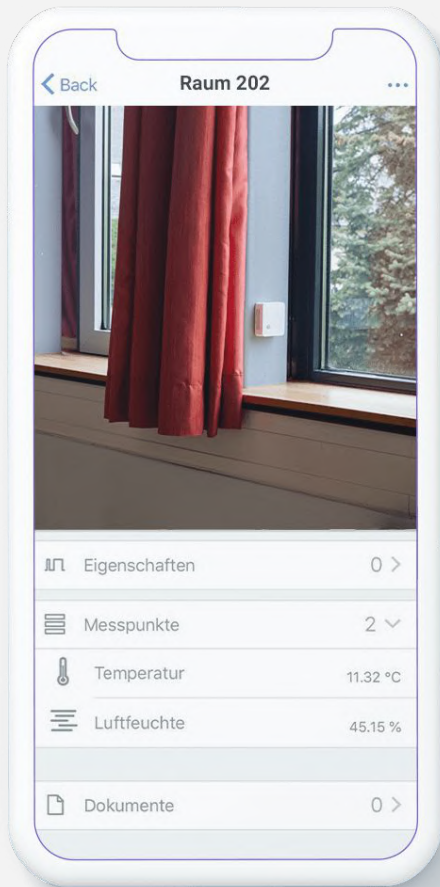 Back
Raum 202
Eigenschaften 0
Messpunkte 2
Temperatur 11.32 °C
Luftfeuchte 45.15 %
Dokumente 0